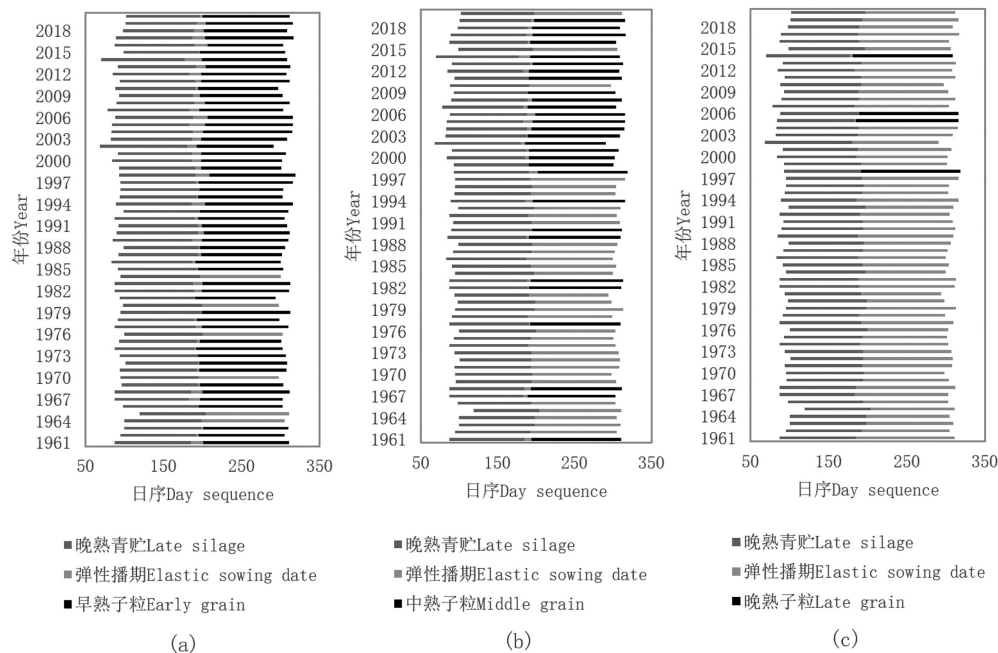 年份Year
2018
2015
2012
2009
2006
2003
2000
1997
1994
1991
1988
1985
1982
1979
1976
1973
1970
1967
1964
1961
50 150 250 350
日序Day sequence
晚熟青贮Late silage
弹性播期Elastic sowing date
早熟子粒Early grain
(a)
年份Year
2018
2015
2012
2009
2006
2003
2000
1997
1994
1991
1988
1985
1982
1979
1976
1973
1970
1967
1964
1961
50 150 250 350
日序Day sequence
晚熟青贮Late silage
弹性播期Elastic sowing date
中熟子粒Middle grain
(b)
年份Year
2018
2015
2012
2009
2006
2003
2000
1997
1994
1991
1988
1985
1982
1979
1976
1973
1970
1967
1964
1961
50 150 250 350
日序Day sequence
晚熟青贮Late silage
弹性播期Elastic sowing date
晚熟子粒Late grain
(c)